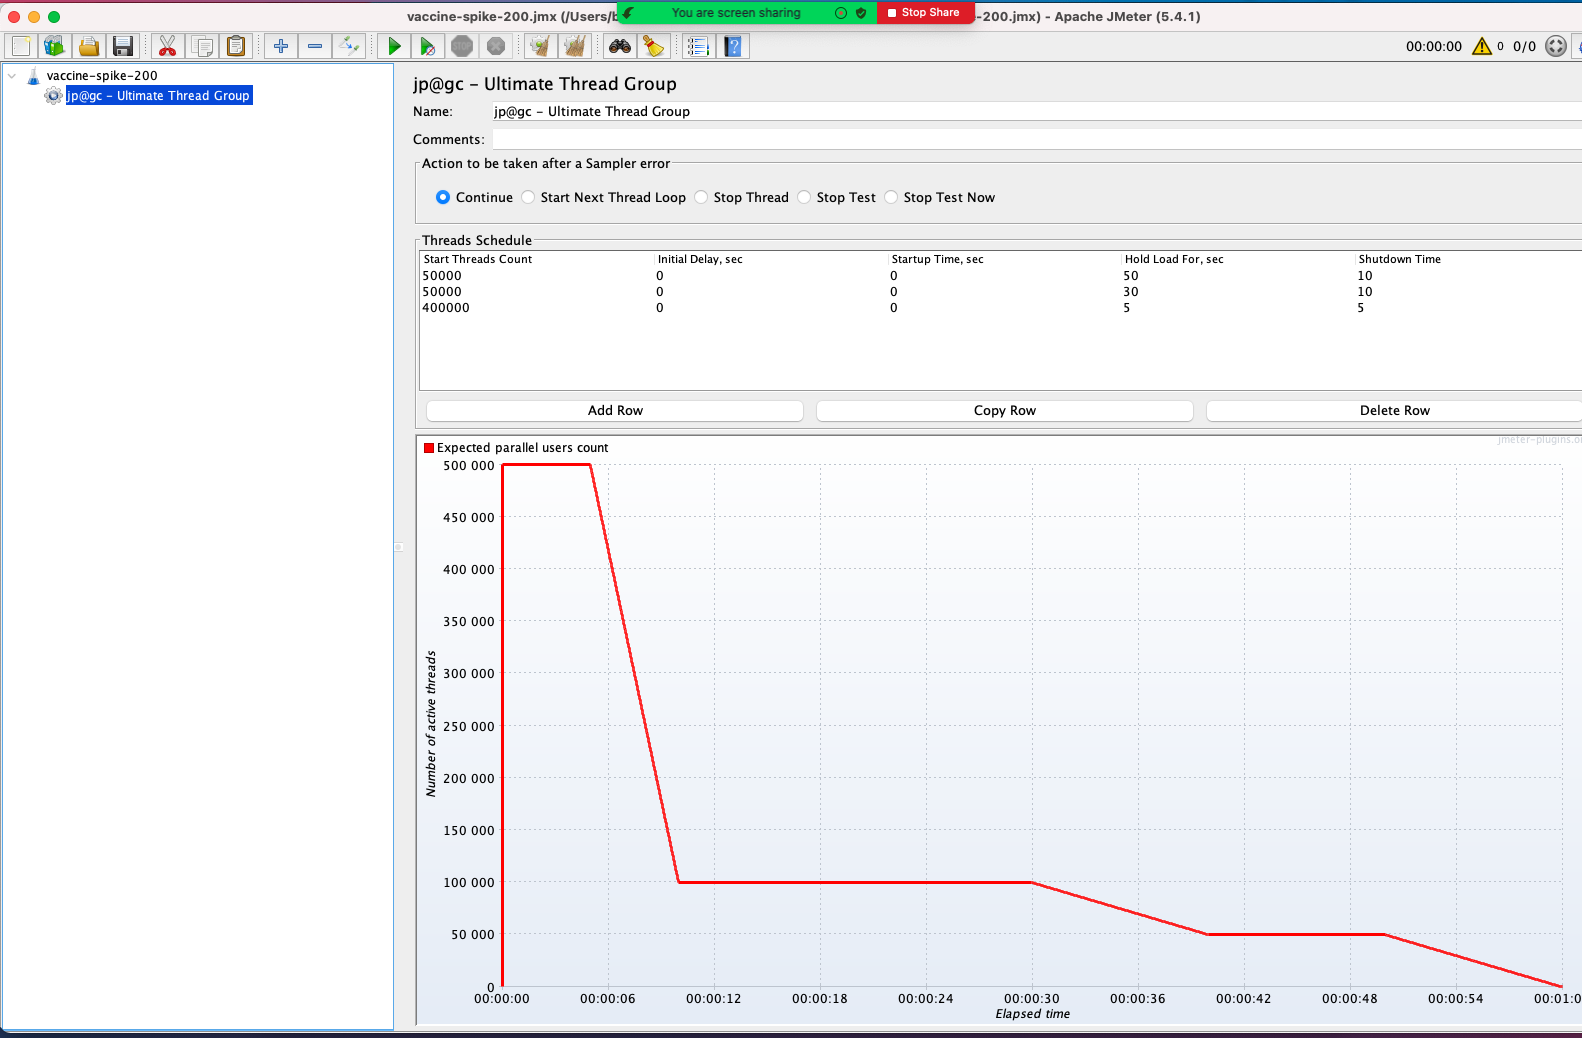 vaccine-spike-200.jmx (/Users/b
You are screen sharing
Stop Share
-200.jmx) - Apache JMeter (5.4.1)
STOP
00:00:00 0 0/0
vaccine-spike-200
jp@gc - Ultimate Thread Group
jp@gc - Ultimate Thread Group
Name: jp@gc - Ultimate Thread Group
Comments:
Action to be taken after a Sampler error
Continue Start Next Thread Loop Stop Thread Stop Test Stop Test Now
Threads Schedule
Start Threads Count Initial Delay, sec Startup Time, sec Hold Load For, sec Shutdown Time
50000 0 0 50 10
50000 0 0 30 10
400000 0 0 5 5
Add Row Copy Row Delete Row
jmeter-plugins.o
Expected parallel users count
500 000
450 000
400 000
350 000
300 000
250 000
200 000
150 000
100 000
50 000
0
Number of active threads
00:00:00 00:00:06 00:00:12 00:00:18 00:00:24 00:00:30 00:00:36 00:00:42 00:00:48 00:00:54 00:01:0
Elapsed time